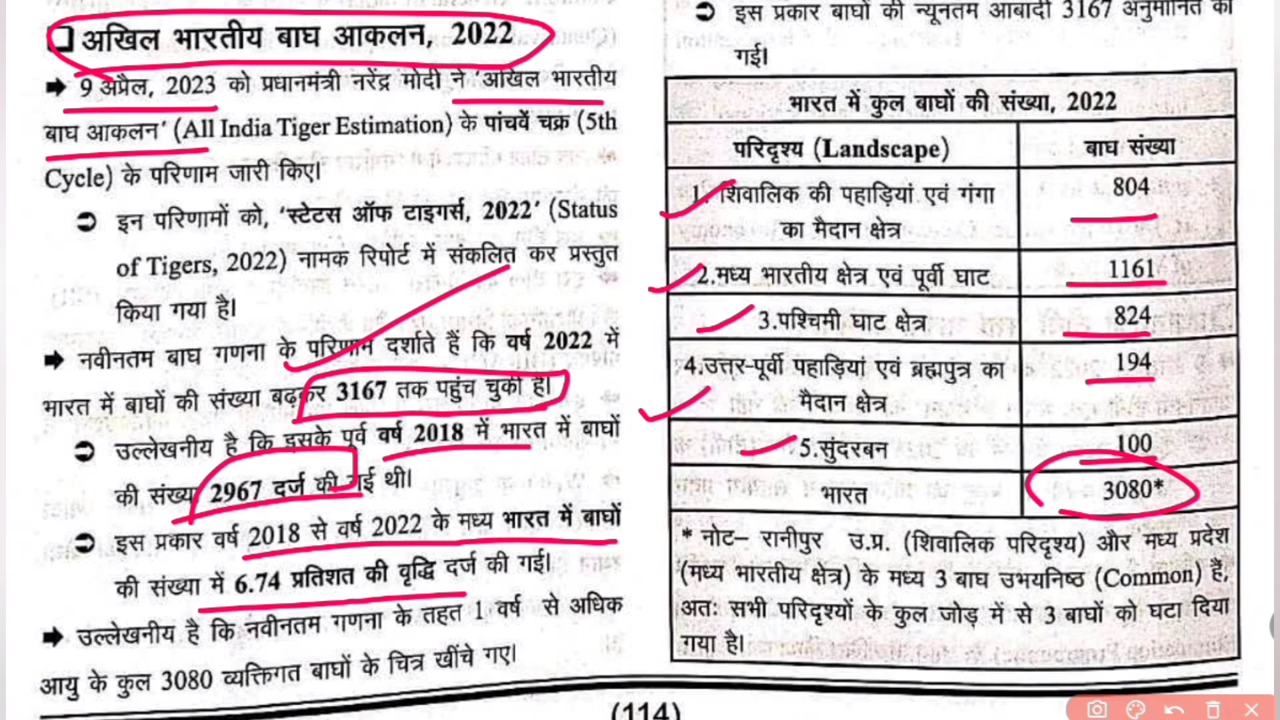 ❑ अखिल भारतीय बाघ आकलन, 2022
➡ 9 अप्रैल, 2023 को प्रधानमंत्री नरेंद्र मोदी ने 'अखिल भारतीय
बाघ आकलन' (All India Tiger Estimation) के पांचवें चक्र (5th
Cycle) के परिणाम जारी किए।
➲ इन परिणामों को, 'स्टेटस ऑफ टाइगर्स, 2022' (Status
of Tigers, 2022) नामक रिपोर्ट में संकलित कर प्रस्तुत
किया गया है।
➡ नवीनतम बाघ गणना के परिणाम दर्शाते हैं कि वर्ष 2022 में
भारत में बाघों की संख्या बढ़कर 3167 तक पहुंच चुकी है।
➲ उल्लेखनीय है कि इसके पूर्व वर्ष 2018 में भारत में बाघों
की संख्या 2967 दर्ज की गई थी।
➲ इस प्रकार वर्ष 2018 से वर्ष 2022 के मध्य भारत में बाघों
की संख्या में 6.74 प्रतिशत की वृद्धि दर्ज की गई।
➡ उल्लेखनीय है कि नवीनतम गणना के तहत 1 वर्ष से अधिक
आयु के कुल 3080 व्यक्तिगत बाघों के चित्र खींचे गए।
➲ इस प्रकार बाघों की न्यूनतम आबादी 3167 अनुमानित की
गई।
भारत में कुल बाघों की संख्या, 2022
परिदृश्य (Landscape) बाघ संख्या
1. शिवालिक की पहाड़ियां एवं गंगा 804
का मैदान क्षेत्र
2.मध्य भारतीय क्षेत्र एवं पूर्वी घाट 1161
3.पश्चिमी घाट क्षेत्र 824
4.उत्तर-पूर्वी पहाड़ियां एवं ब्रह्मपुत्र का 194
मैदान क्षेत्र
5.सुंदरबन 100
भारत 3080*
* नोट– रानीपुर उ.प्र. (शिवालिक परिदृश्य) और मध्य प्रदेश
(मध्य भारतीय क्षेत्र) के मध्य 3 बाघ उभयनिष्ठ (Common) हैं,
अतः सभी परिदृश्यों के कुल जोड़ में से 3 बाघों को घटा दिया
गया है।
(114)